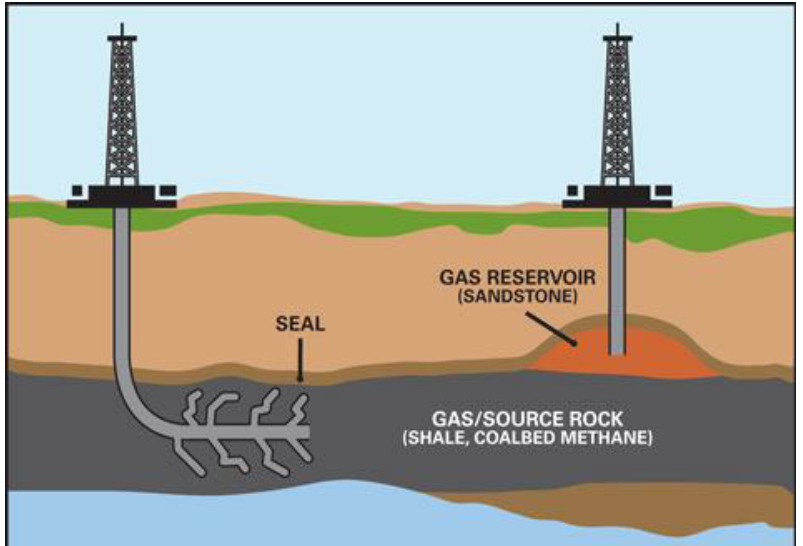 GAS RESERVOIR
(SANDSTONE)
SEAL
GAS/SOURCE ROCK
(SHALE, COALBED METHANE)